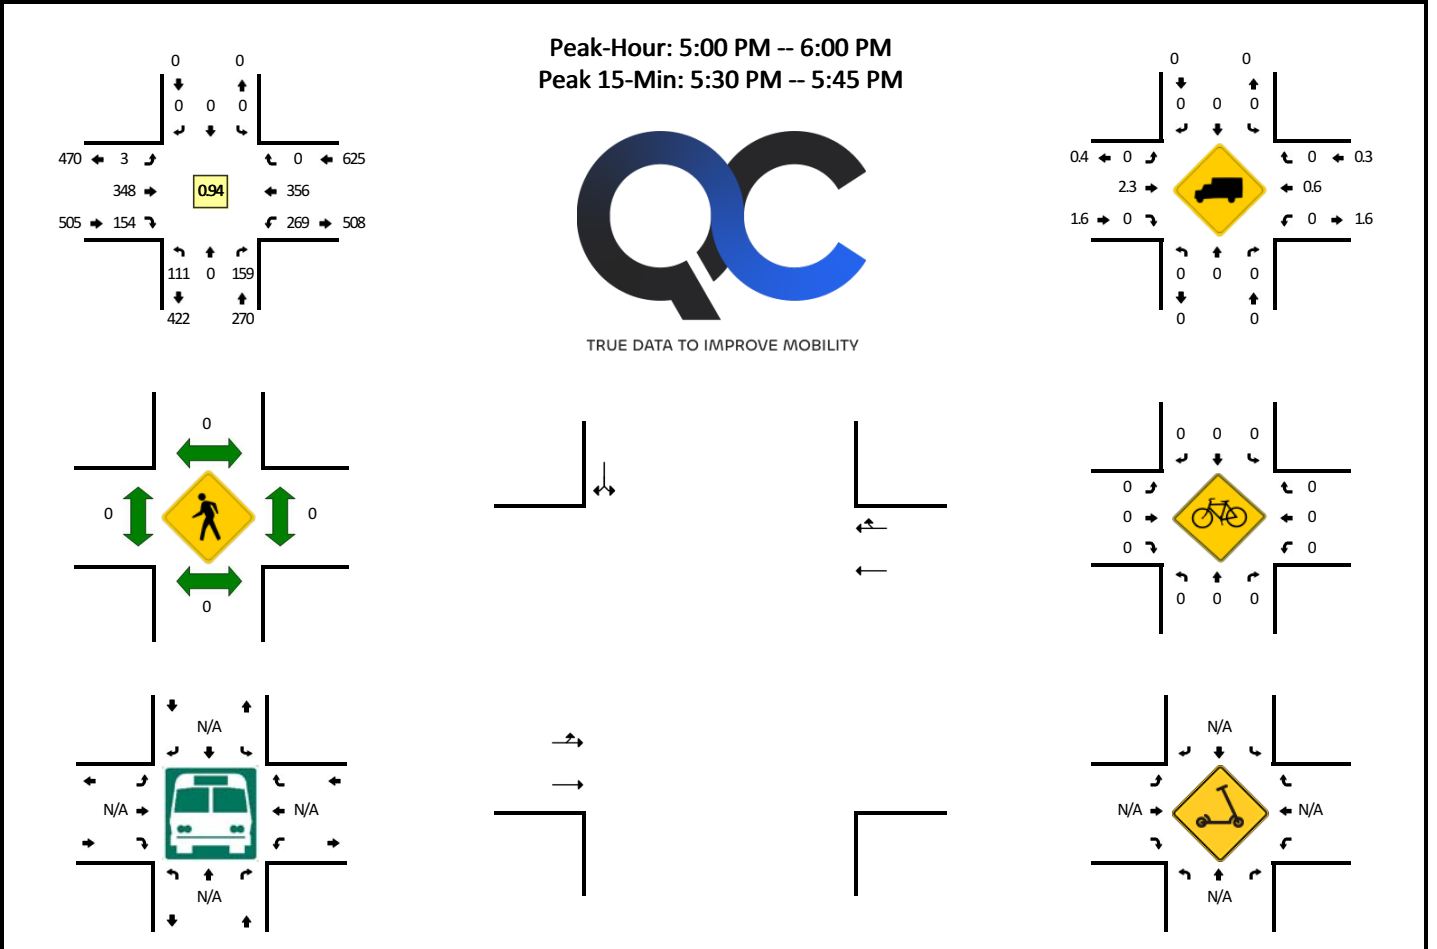 Peak-Hour: 5:00 PM -- 6:00 PM
Peak 15-Min: 5:30 PM -- 5:45 PM
0 0
0 0 0
470 3 0 625
348 0.94 356
505 154 269 508
111 0 159
422 270
TRUE DATA TO IMPROVE MOBILITY
0 0
0 0 0
0.4 0 0 0.3
2.3 0.6
1.6 0 0 1.6
0 0 0
0 0
0
0 0
0
0 0 0
0 0
0 0
0 0
0 0 0
N/A
N/A N/A
N/A
N/A
N/A N/A
N/A